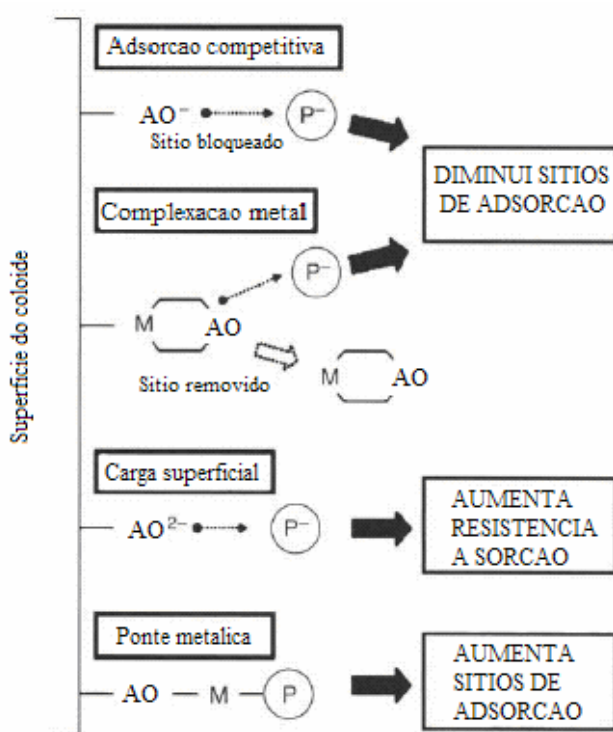 Superficie do coloide
Adsorcao competitiva
AO⁻
P⁻
Sitio bloqueado
DIMINUI SITIOS
DE ADSORCAO
Complexacao metal
P⁻
M
AO
Sitio removido
M
AO
Carga superficial
AO²⁻
P⁻
AUMENTA
RESISTENCIA
A SORCAO
Ponte metalica
AO — M — P
AUMENTA
SITIOS DE
ADSORCAO